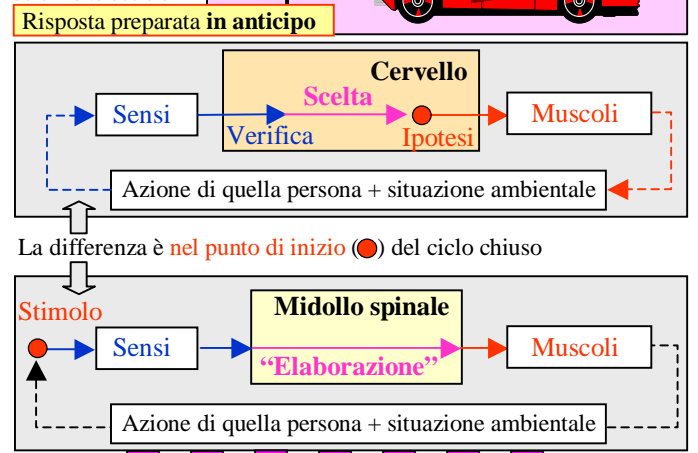 Risposta preparata in anticipo
Cervello
Scelta
Sensi
Muscoli
Verifica
Ipotesi
Azione di quella persona + situazione ambientale
La differenza è nel punto di inizio () del ciclo chiuso
Stimolo
Midollo spinale
Sensi
Muscoli
“Elaborazione”
Azione di quella persona + situazione ambientale